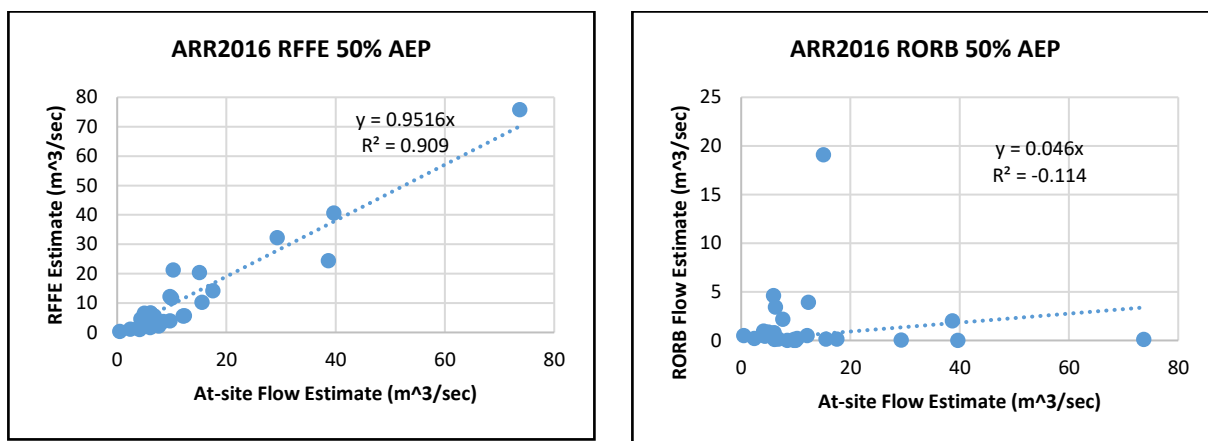 ARR2016 RFFE 50% AEP
RFFE Estimate (m^3/sec)
80
70
60
50
40
30
20
10
0
y = 0.9516x
R² = 0.909
0 20 40 60 80
At-site Flow Estimate (m^3/sec)
ARR2016 RORB 50% AEP
RORB Flow Estimate (m^3/sec)
25
20
15
10
5
0
y = 0.046x
R² = -0.114
0 20 40 60 80
At-site Flow Estimate (m^3/sec)